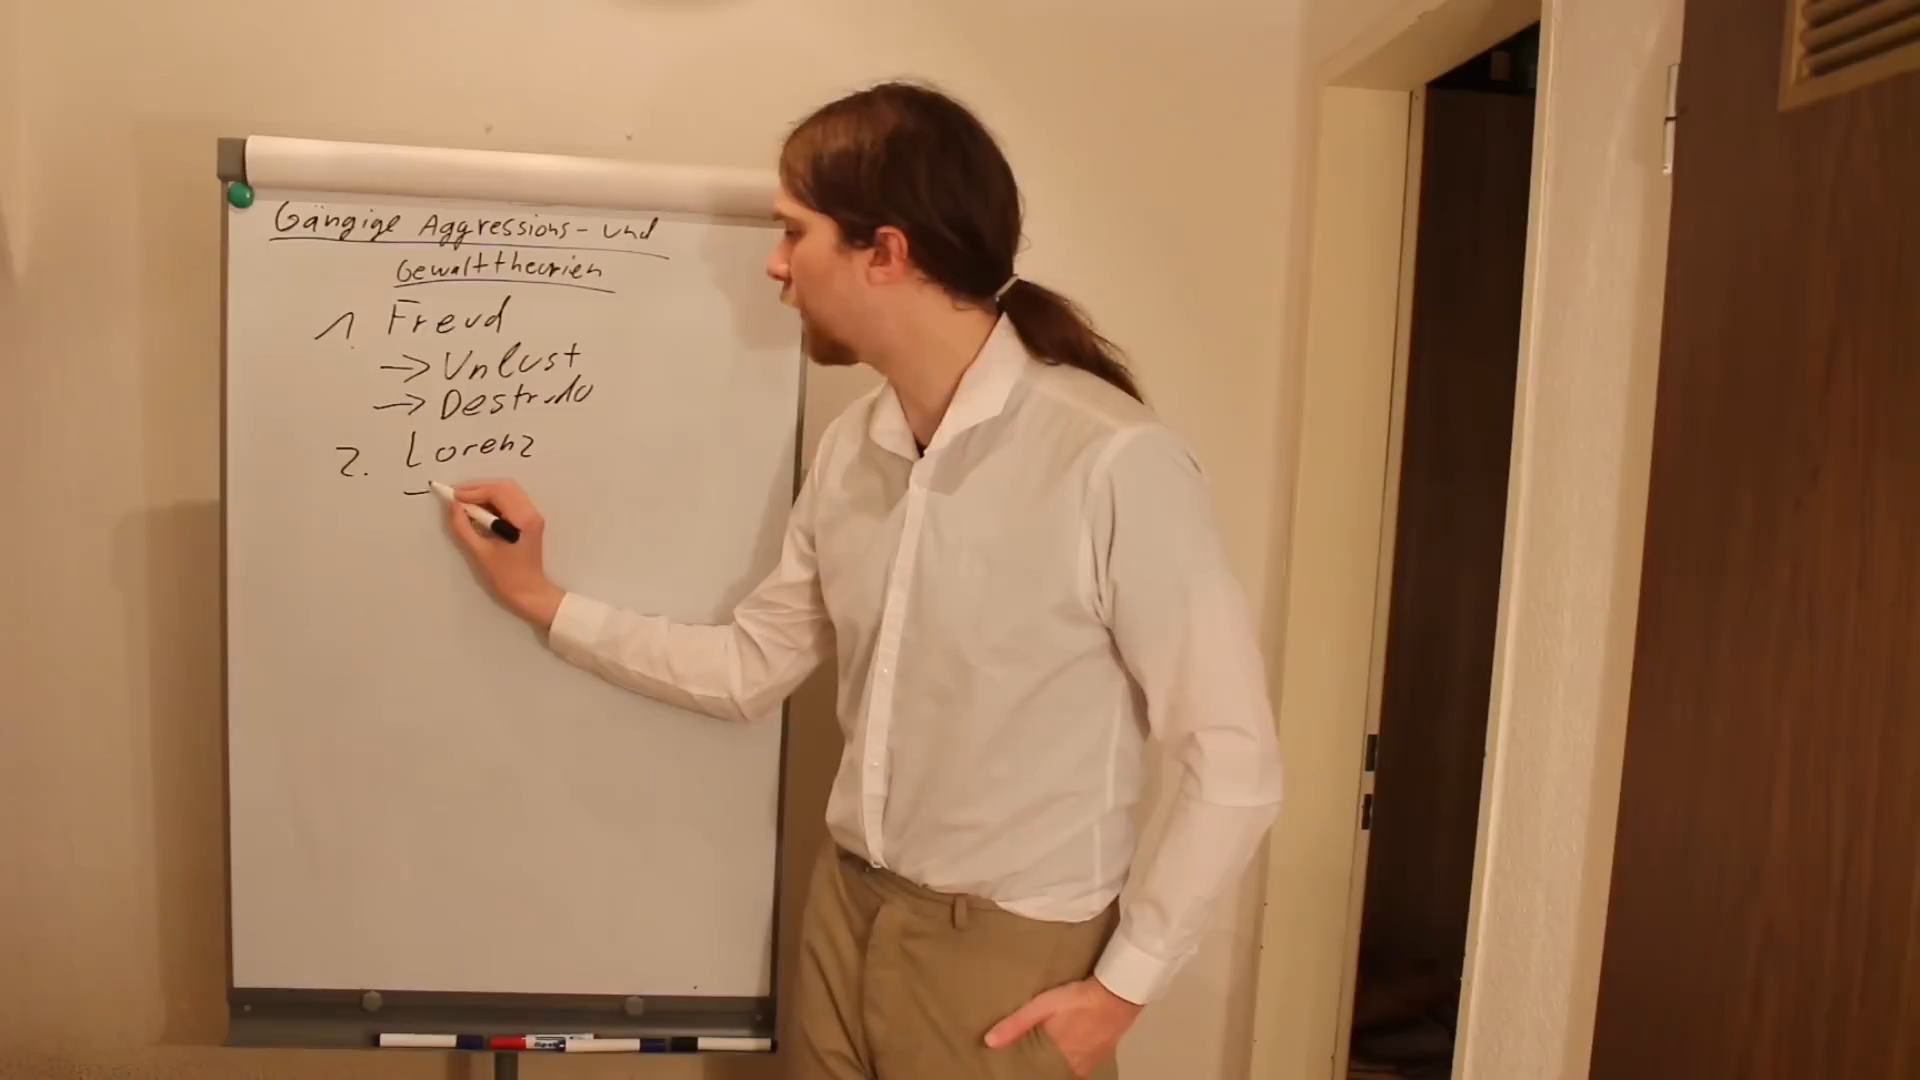 Gängige Aggressions- und
Gewalttheorien
1. Freud
→ Unlust
→ Destrudo
2. Lorenz